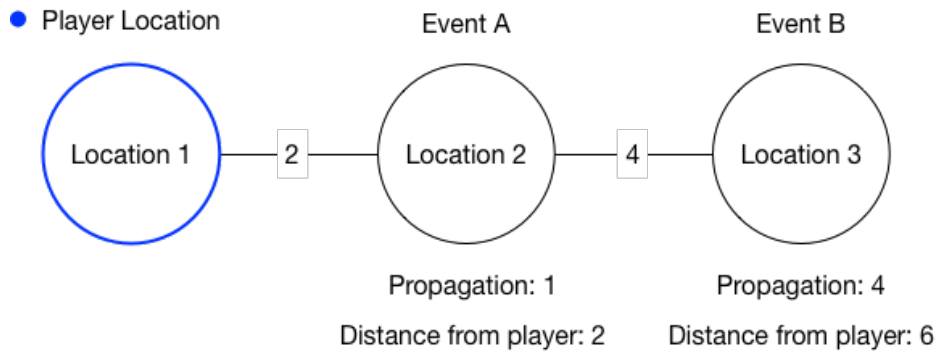 Player Location
Event A
Event B
Location 1
2
Location 2
4
Location 3
Propagation: 1
Propagation: 4
Distance from player: 2
Distance from player: 6